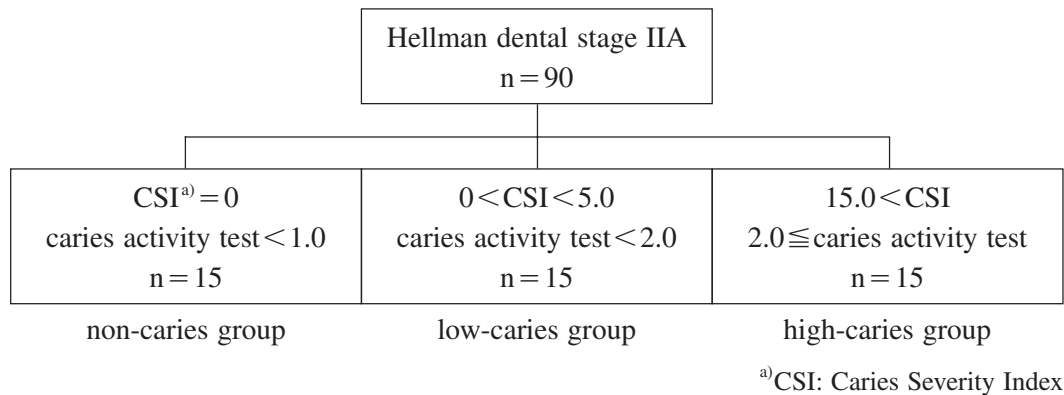 Hellman dental stage IIA
n=90
CSIᵃ⁾=0
caries activity test<1.0
n=15
0<CSI<5.0
caries activity test<2.0
n=15
15.0<CSI
2.0≦caries activity test
n=15
non-caries group
low-caries group
high-caries group
ᵃ⁾CSI: Caries Severity Index